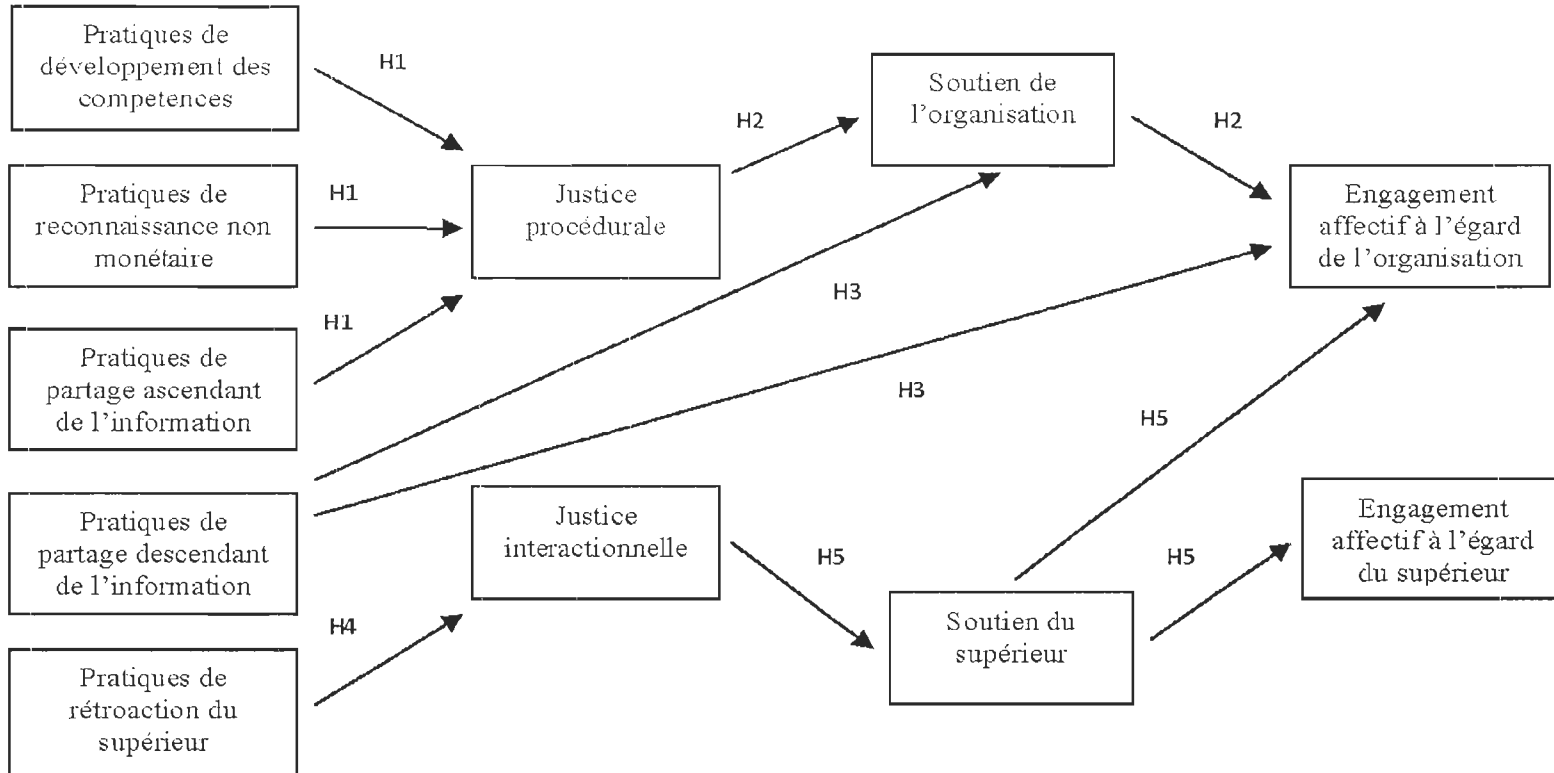 Pratiques de
développement des
competences
H1
Pratiques de
reconnaissance non
monétaire
H1
Pratiques de
partage ascendant
de l'information
H1
Pratiques de
partage descendant
de l'information
Pratiques de
rétroaction du
supérieur
H4
Justice
procédurale
H2
Soutien de
l'organisation
H2
Engagement
affectif à l'égard
de l'organisation
H3
H3
Justice
interactionnelle
H5
Soutien du
supérieur
H5
H5
Engagement
affectif à l'égard
du supérieur